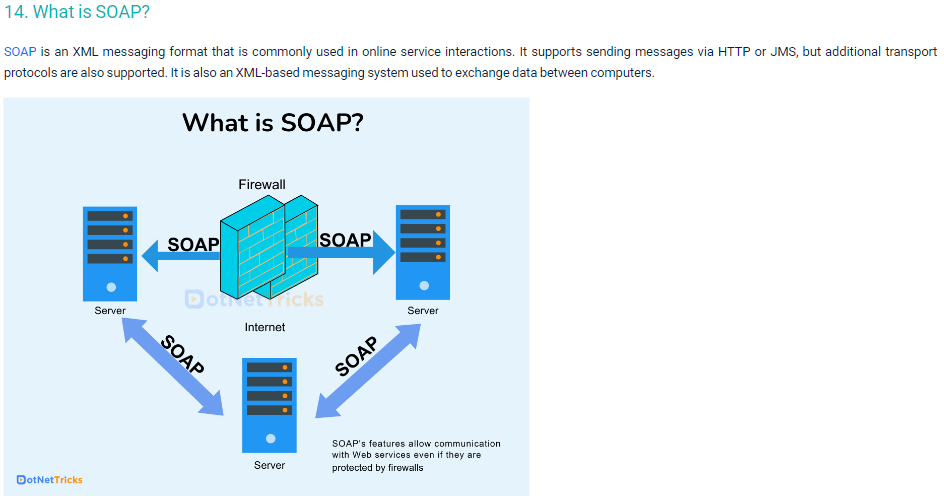 14. What is SOAP?
SOAP is an XML messaging format that is commonly used in online service interactions. It supports sending messages via HTTP or JMS, but additional transport
protocols are also supported. It is also an XML-based messaging system used to exchange data between computers.
What is SOAP?
Firewall
SOAP
SOAP
DotNetTricks
Server
Server
Internet
SOAP
SOAP
Server
SOAP's features allow communication
with Web services even if they are
protected by firewalls
DotNetTricks